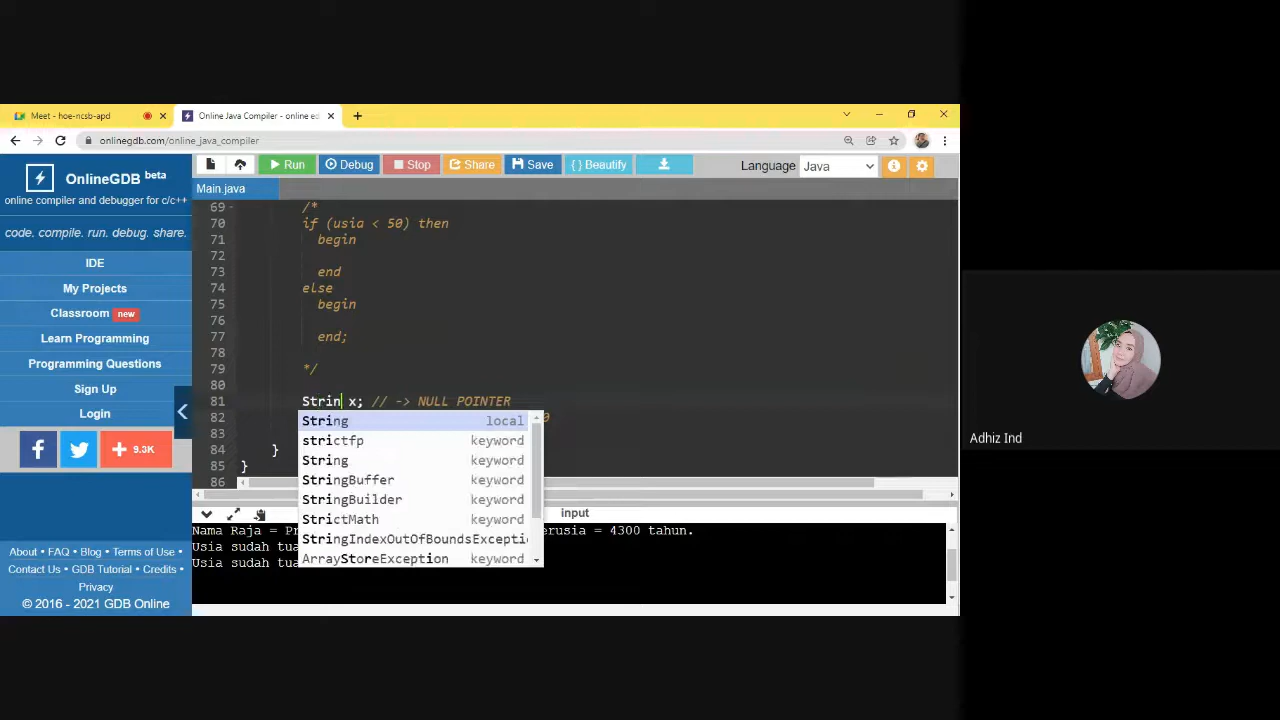 Meet - hoe-ncsb-apd
Online Java Compiler - online ed
onlinegdb.com/online_java_compiler
OnlineGDB beta
online compiler and debugger for c/c++
code. compile. run. debug. share.
IDE
My Projects
Classroom new
Learn Programming
Programming Questions
Sign Up
Login
9.3K
About • FAQ • Blog • Terms of Use •
Contact Us • GDB Tutorial • Credits •
Privacy
© 2016 - 2021 GDB Online
Run Debug Stop Share Save { } Beautify Language Java
Main.java
69 /*
70 if (usia < 50) then
71 begin
72
73 end
74 else
75 begin
76
77 end;
78
79 */
80
81 Strin x; // -> NULL POINTER
82 0
83
84 }
85 }
86
String local
strictfp keyword
String keyword
StringBuffer keyword
StringBuilder keyword
StrictMath keyword
StringIndexOutOfBoundsExcepti
ArrayStoreException keyword
input
Nama Raja = Pr erusia = 4300 tahun.
Usia sudah tua
Usia sudah tua
Adhiz Ind